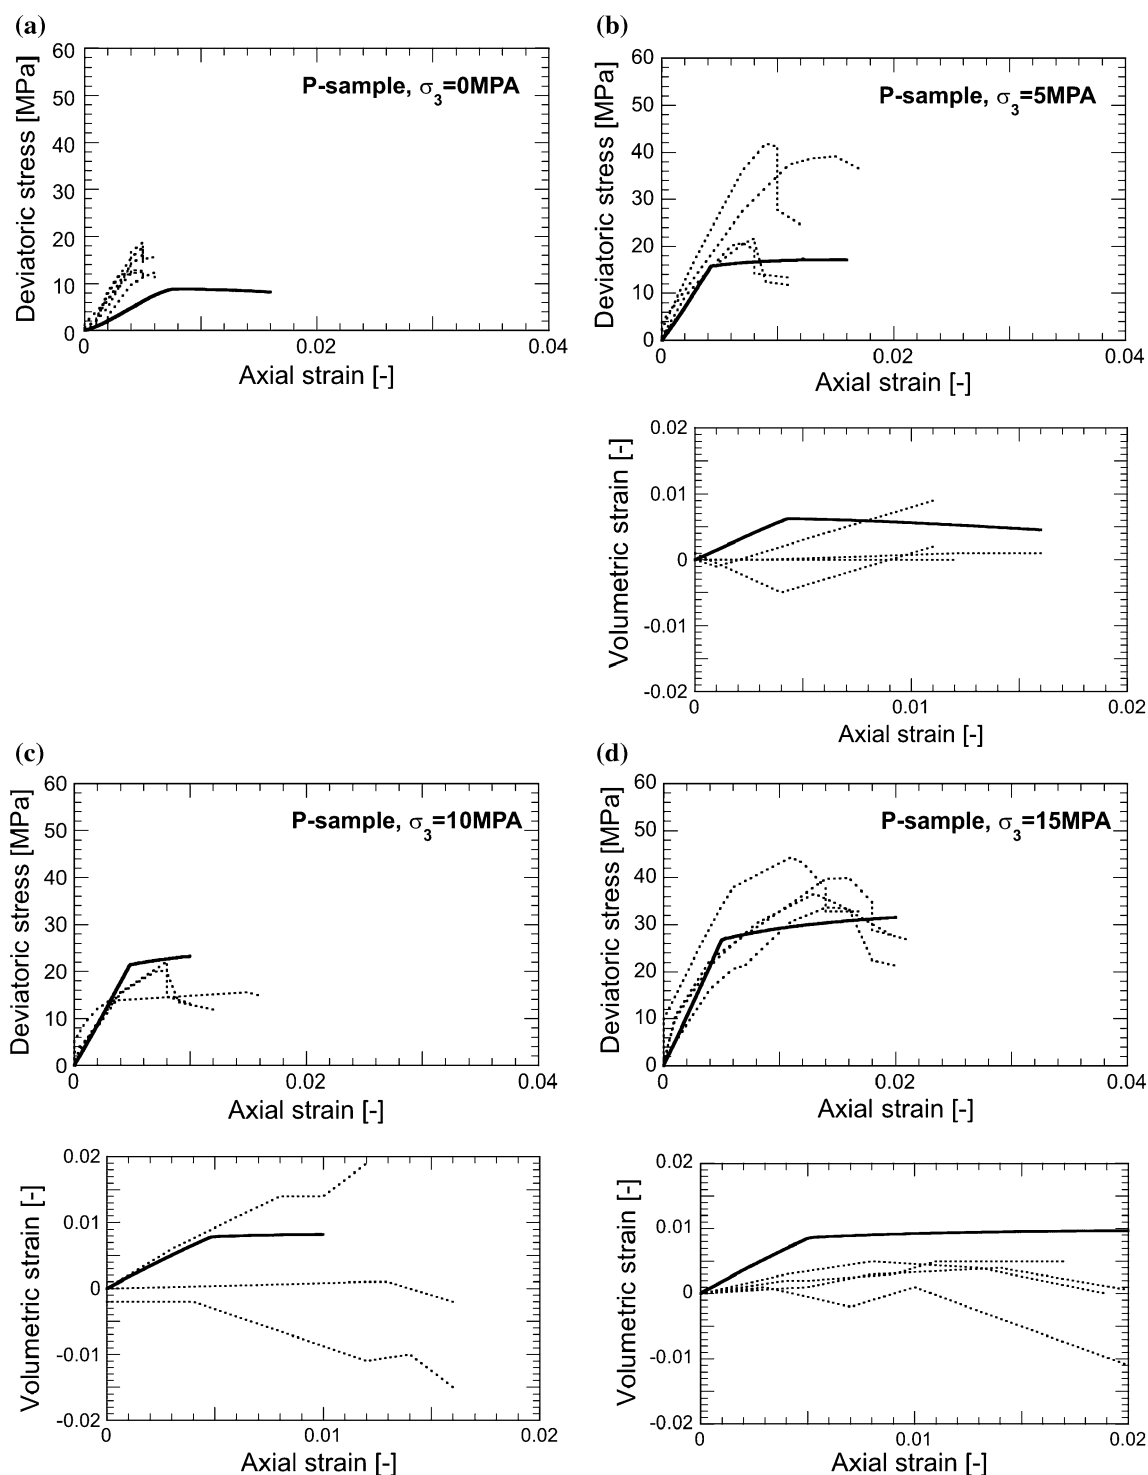 (a)
60
50
40
30
20
10
0
Deviatoric stress [MPa]
P-sample, σ3=0MPA
0 0.02 0.04
Axial strain [-]
(b)
60
50
40
30
20
10
0
Deviatoric stress [MPa]
P-sample, σ3=5MPA
0 0.02 0.04
Axial strain [-]
0.02
0.01
0
-0.01
-0.02
Volumetric strain [-]
0 0.01 0.02
Axial strain [-]
(c)
60
50
40
30
20
10
0
Deviatoric stress [MPa]
P-sample, σ3=10MPA
0 0.02 0.04
Axial strain [-]
0.02
0.01
0
-0.01
-0.02
Volumetric strain [-]
0 0.01 0.02
Axial strain [-]
(d)
60
50
40
30
20
10
0
Deviatoric stress [MPa]
P-sample, σ3=15MPA
0 0.02 0.04
Axial strain [-]
0.02
0.01
0
-0.01
-0.02
Volumetric strain [-]
0 0.01 0.02
Axial strain [-]